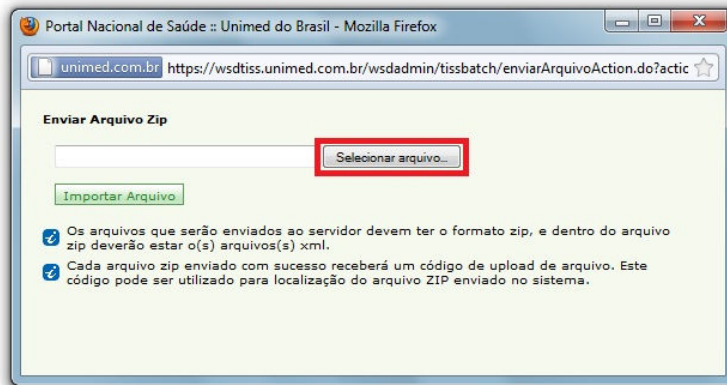 Portal Nacional de Saúde :: Unimed do Brasil - Mozilla Firefox
unimed.com.br https://wsdtiss.unimed.com.br/wsdadmin/tissbatch/enviarArquivoAction.do?actic
Enviar Arquivo Zip
Selecionar arquivo...
Importar Arquivo
Os arquivos que serão enviados ao servidor devem ter o formato zip, e dentro do arquivo
zip deverão estar o(s) arquivos(s) xml.
Cada arquivo zip enviado com sucesso receberá um código de upload de arquivo. Este
código pode ser utilizado para localização do arquivo ZIP enviado no sistema.